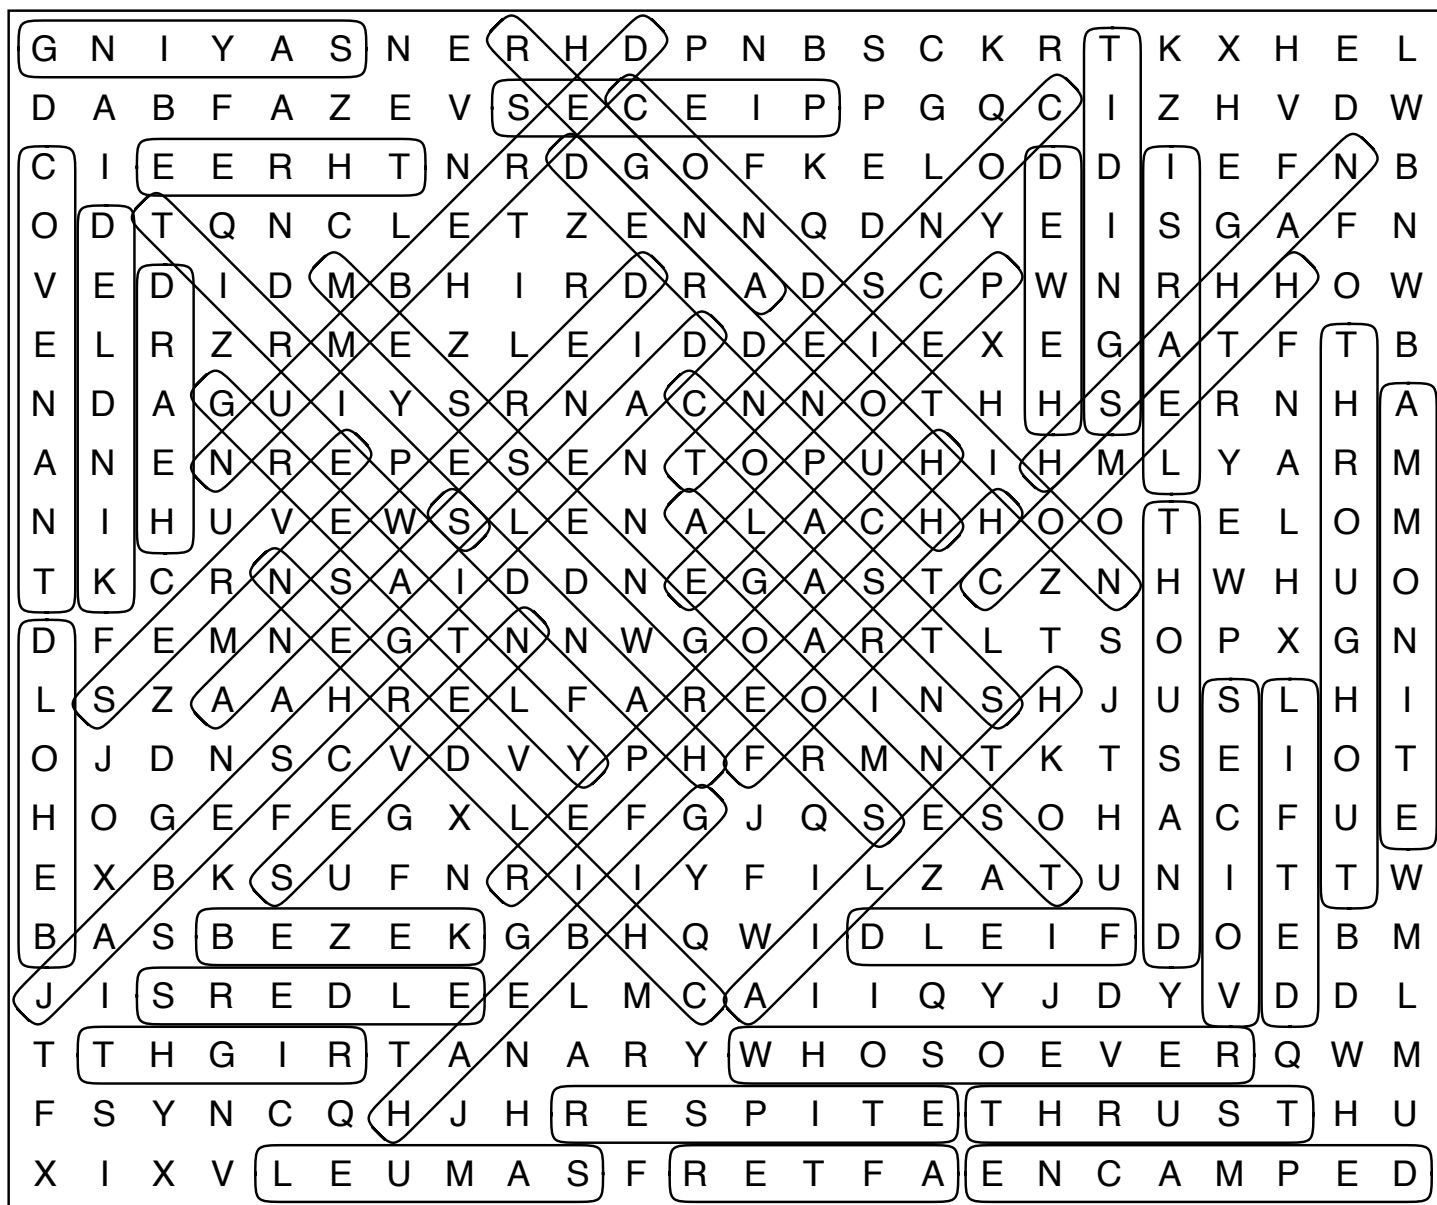 G N I Y A S N E R H D P N B S C K R T K X H E L
D A B F A Z E V S E C E I P P G Q C I Z H V D W
C I E E R H T N R D G O F K E L O D D I E F N B
O D T Q N C L E T Z E N N Q D N Y E I S G A F N
V E D I D M B H I R D R A D S C P W N R H H O W
E L R Z R M E Z L E I D D E I E X E G A T F T B
N D A G U I Y S R N A C N N O T H H S E R N H A
A N E N R E P E S E N T O P U H I H M L Y A R M
N I H U V E W S L E N A L A C H H O O T E L O M
T K C R N S A I D D N E G A S T C Z N H W H U O
D F E M N E G T N N W G O A R T L T S O P X G N
L S Z A A H R E L F A R E O I N S H J U S L H I
O J D N S C V D V Y P H F R M N T K T S E I O T
H O G E F E G X L E F G J Q S E S O H A C F U E
E X B K S U F N R I I Y F I L Z A T U N I T T W
B A S B E Z E K G B H Q W I D L E I F D O E B M
J I S R E D L E E L M C A I I Q Y J D Y V D D L
T T H G I R T A N A R Y W H O S O E V E R Q W M
F S Y N C Q H J H R E S P I T E T H R U S T H U
X I X V L E U M A S F R E T F A E N C A M P E D